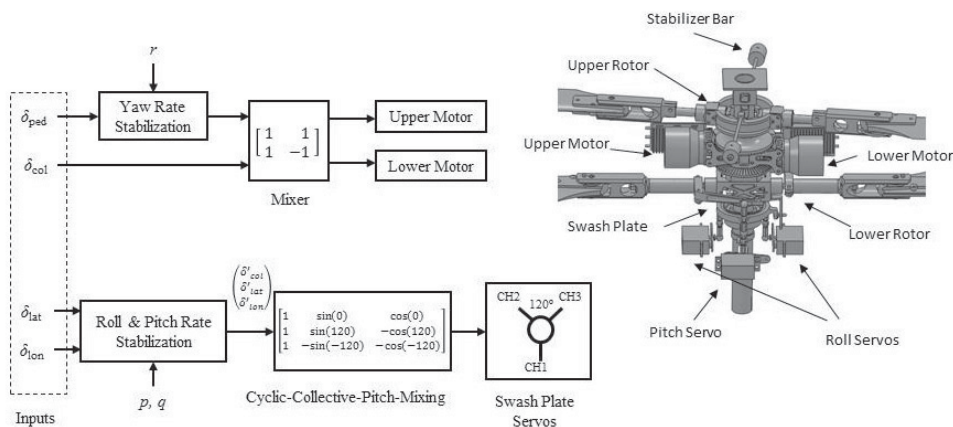 r
δped
Yaw Rate
Stabilization
δcol
[1 1
1 -1]
Mixer
Upper Motor
Lower Motor
δlat
δlon
Roll & Pitch Rate
Stabilization
p, q
Inputs
(δ'col
δ'lat
δ'lon)
[1 sin(0) cos(0)
1 sin(120) -cos(120)
1 -sin(-120) -cos(-120)]
Cyclic-Collective-Pitch-Mixing
CH2
120°
CH3
CH1
Swash Plate
Servos
Stabilizer Bar
Upper Rotor
Upper Motor
Lower Motor
Swash Plate
Lower Rotor
Pitch Servo
Roll Servos